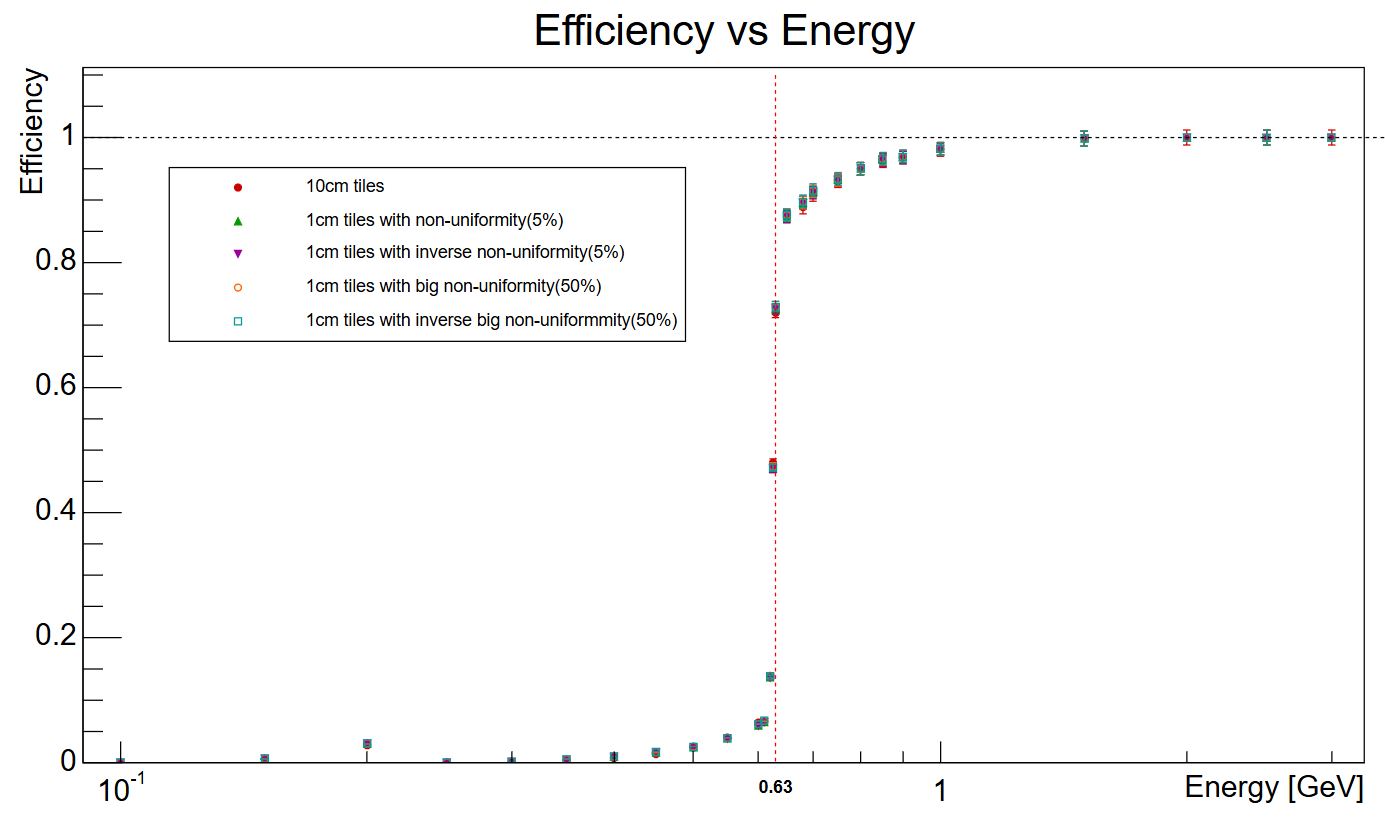 Efficiency vs Energy
Efficiency
1
0.8
0.6
0.4
0.2
0
10cm tiles
1cm tiles with non-uniformity(5%)
1cm tiles with inverse non-uniformity(5%)
1cm tiles with big non-uniformity(50%)
1cm tiles with inverse big non-uniformmity(50%)
10-1
0.63
1
Energy [GeV]